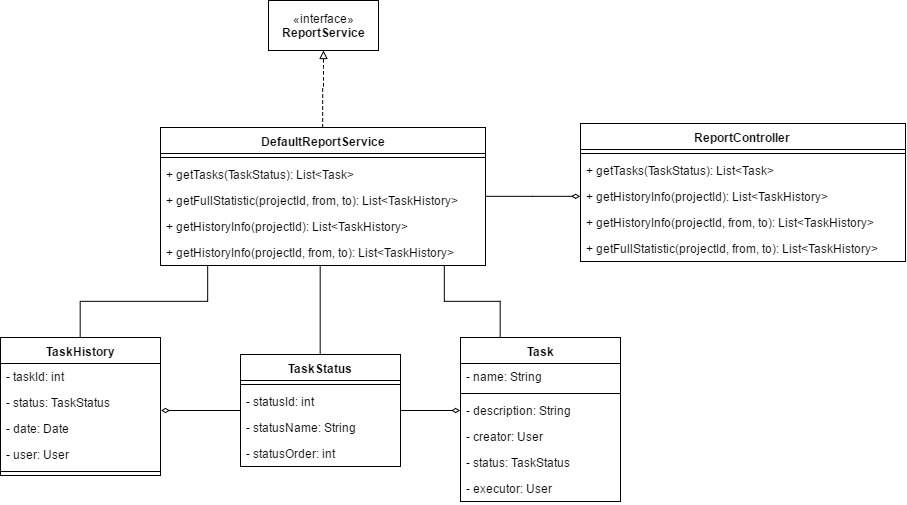 «interface»
ReportService
DefaultReportService
+ getTasks(TaskStatus): List<Task>
+ getFullStatistic(projectId, from, to): List<TaskHistory>
+ getHistoryInfo(projectId): List<TaskHistory>
+ getHistoryInfo(projectId, from, to): List<TaskHistory>
ReportController
+ getTasks(TaskStatus): List<Task>
+ getHistoryInfo(projectId): List<TaskHistory>
+ getHistoryInfo(projectId, from, to): List<TaskHistory>
+ getFullStatistic(projectId, from, to): List<TaskHistory>
TaskHistory
- taskId: int
- status: TaskStatus
- date: Date
- user: User
TaskStatus
- statusId: int
- statusName: String
- statusOrder: int
Task
- name: String
- description: String
- creator: User
- status: TaskStatus
- executor: User